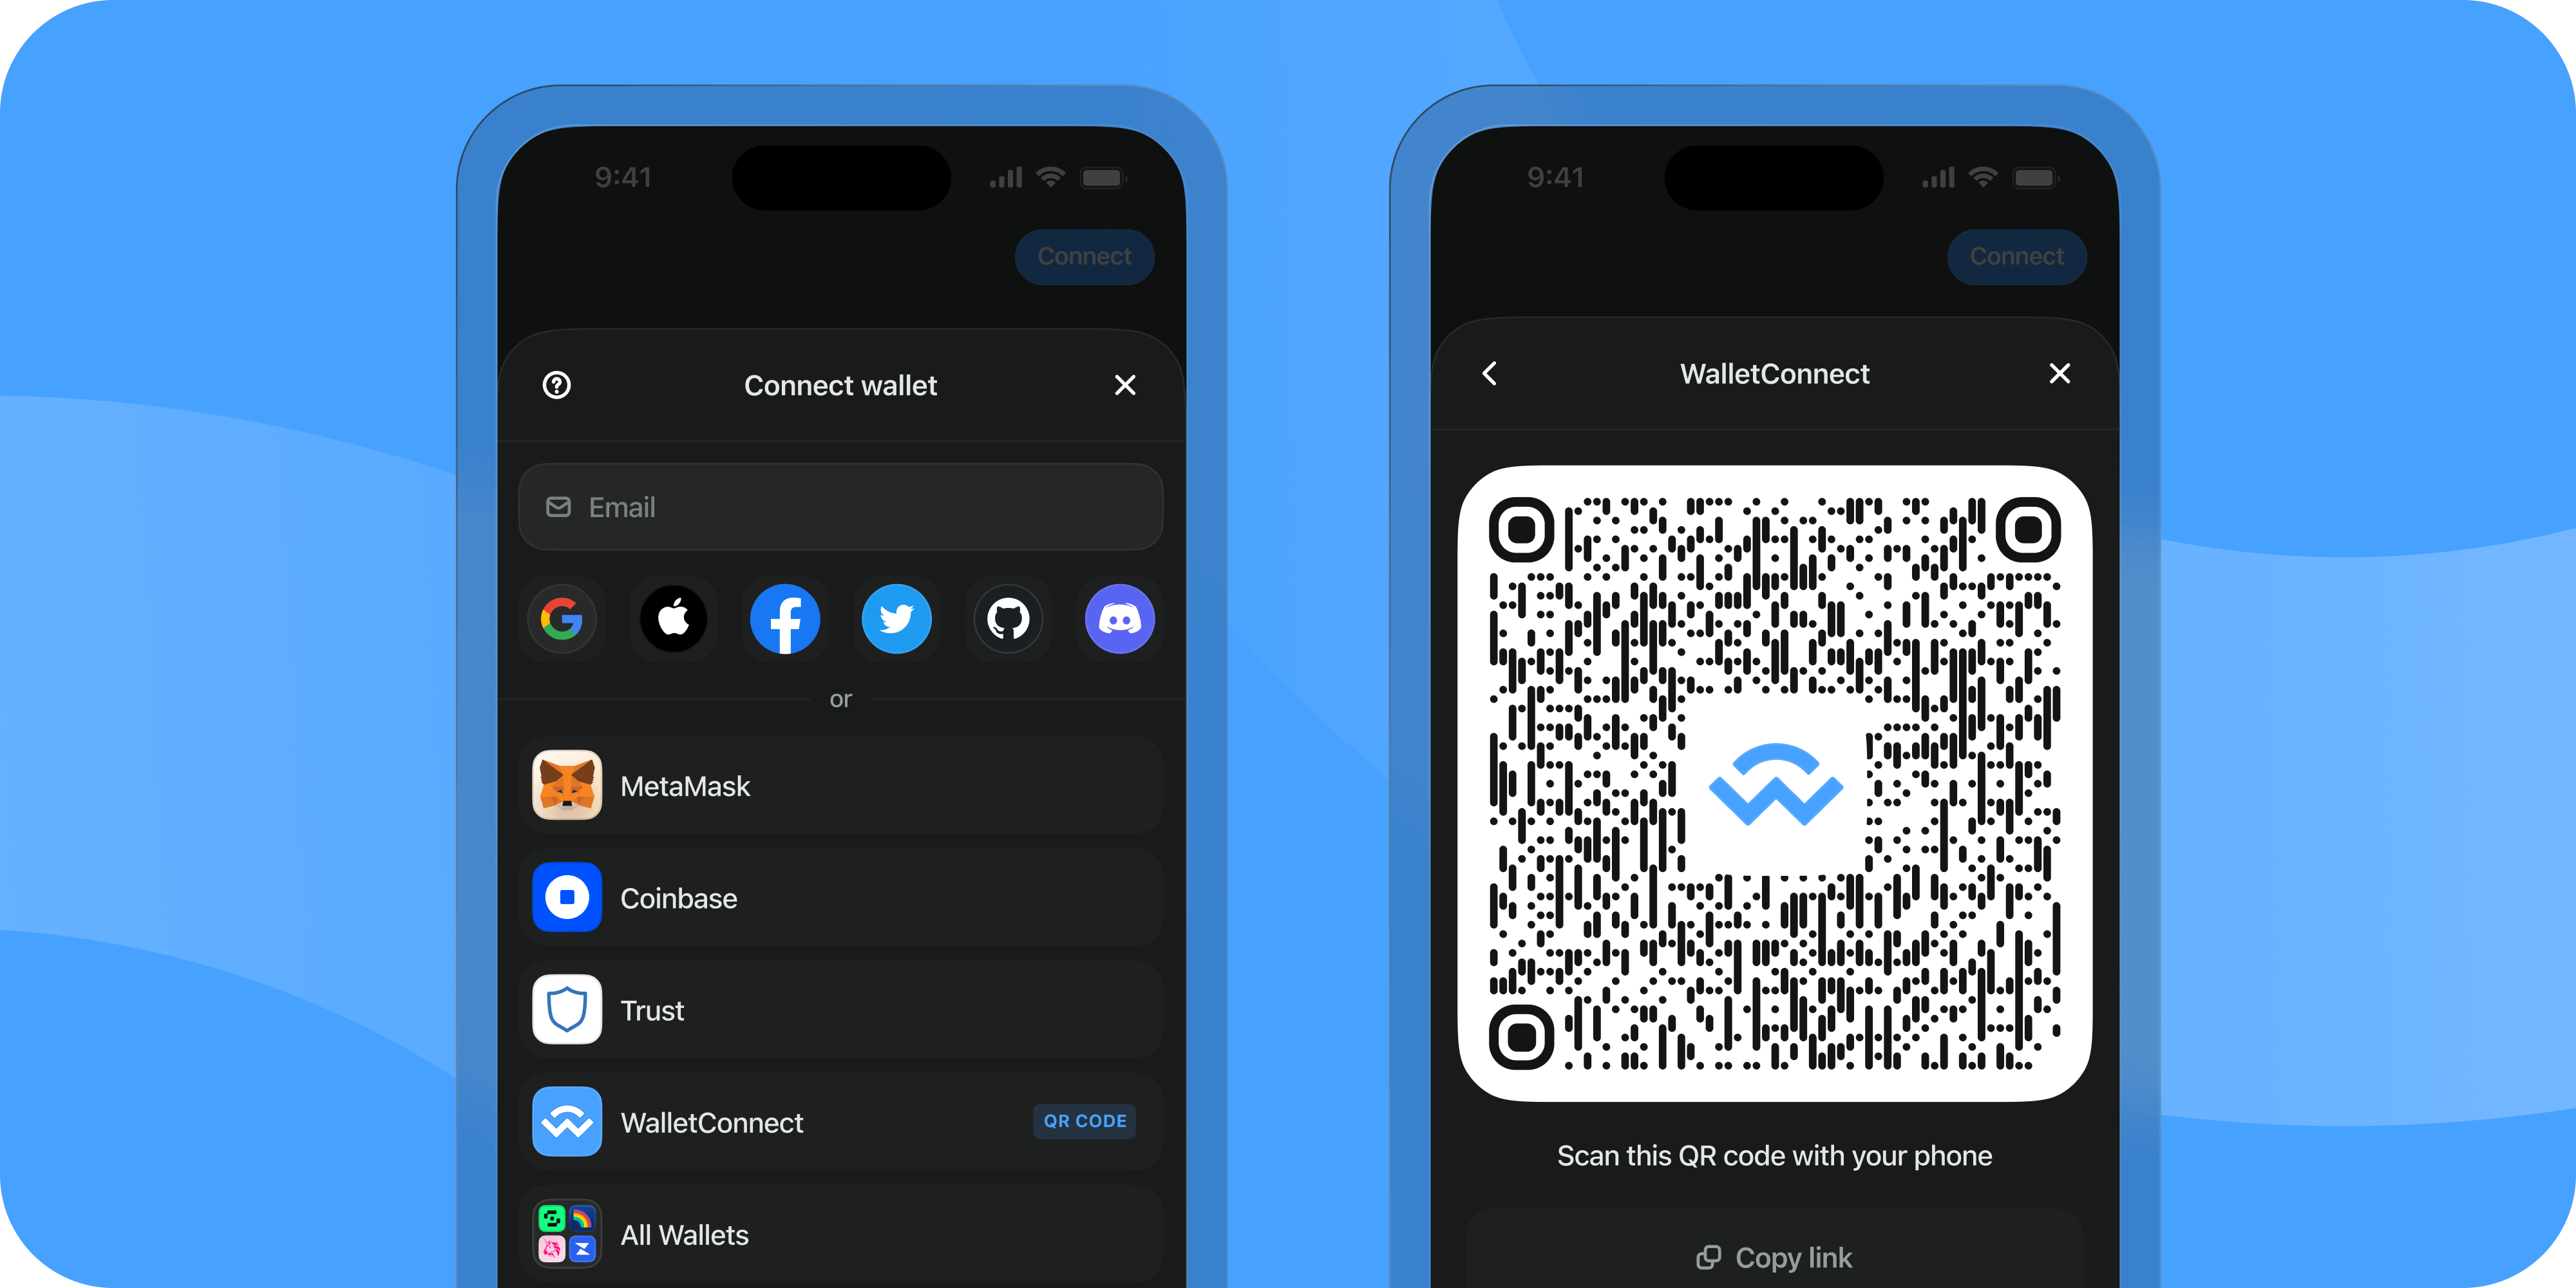 9:41
Connect
Connect wallet
Email
or
MetaMask
Coinbase
Trust
WalletConnect
QR CODE
All Wallets
9:41
Connect
WalletConnect
Scan this QR code with your phone
Copy link